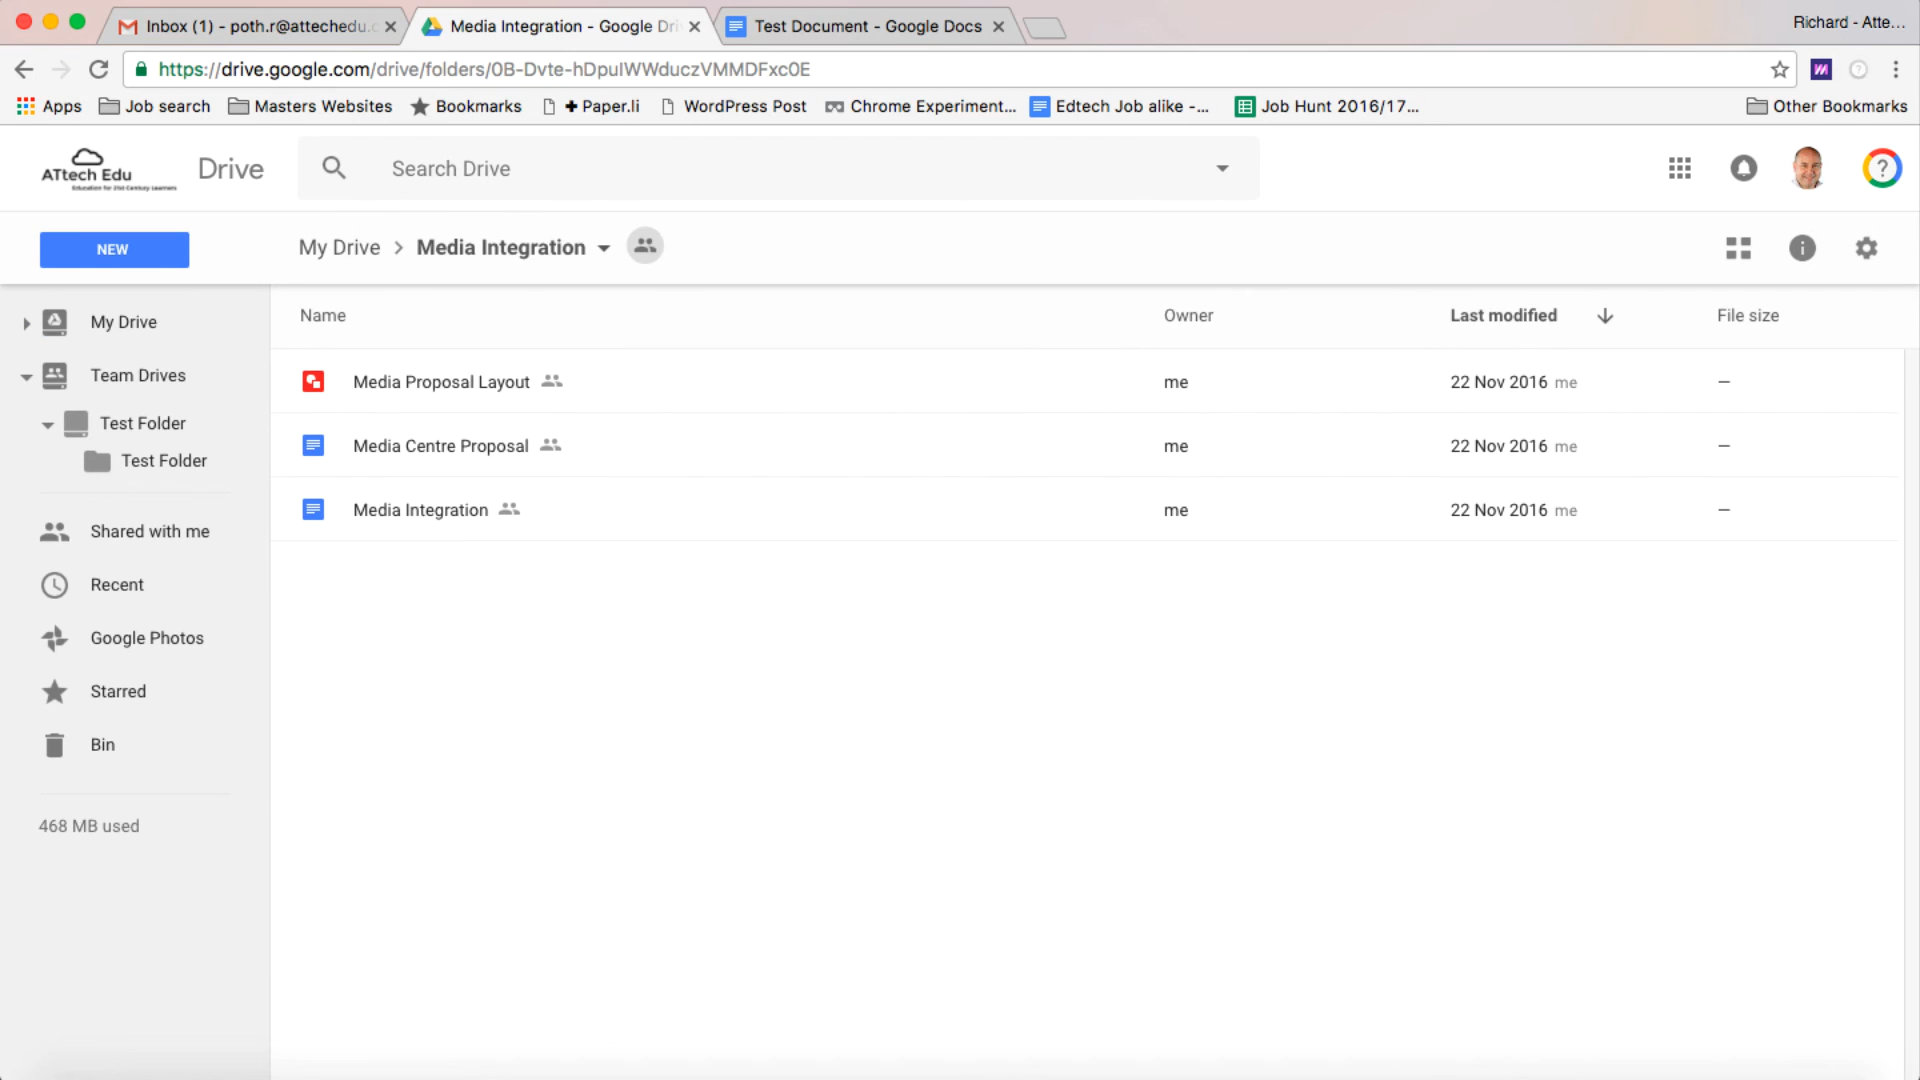 Inbox (1) - poth.r@attechedu.c
Media Integration - Google Dri
Test Document - Google Docs
Richard - Atte...
https://drive.google.com/drive/folders/0B-Dvte-hDpulWWduczVMMDFxc0E
Apps Job search Masters Websites Bookmarks + Paper.li WordPress Post Chrome Experiment... Edtech Job alike -... Job Hunt 2016/17... Other Bookmarks
ATtech Edu
Education for 21st Century Learners
Drive
Search Drive
?
NEW
My Drive > Media Integration
My Drive
Team Drives
Test Folder
Test Folder
Shared with me
Recent
Google Photos
Starred
Bin
468 MB used
Name Owner Last modified File size
Media Proposal Layout me 22 Nov 2016 me —
Media Centre Proposal me 22 Nov 2016 me —
Media Integration me 22 Nov 2016 me —